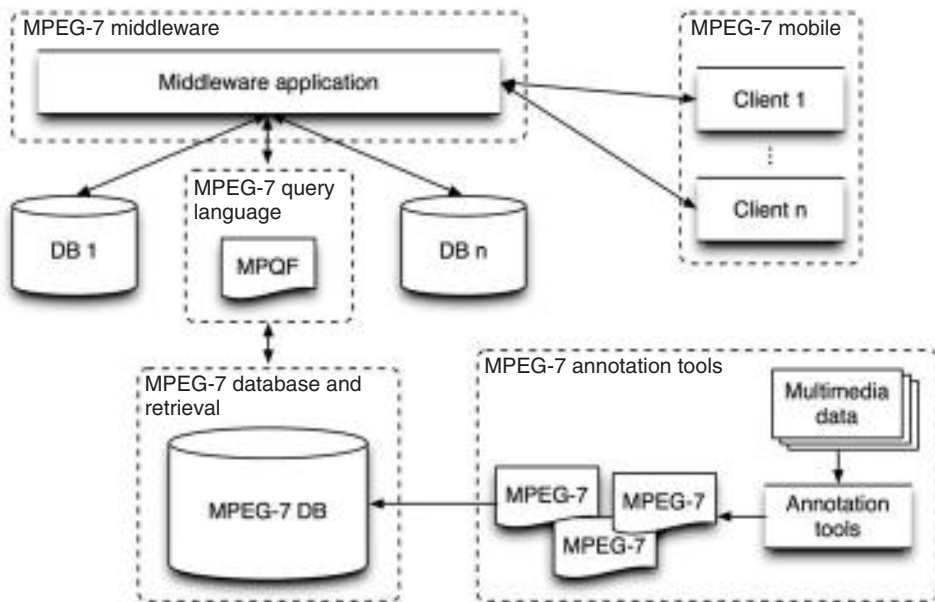 MPEG-7 middleware
Middleware application
MPEG-7 mobile
Client 1
Client n
DB 1
MPEG-7 query
language
MPQF
DB n
MPEG-7 database and
retrieval
MPEG-7 DB
MPEG-7 annotation tools
Multimedia
data
Annotation
tools
MPEG-7
MPEG-7
MPEG-7